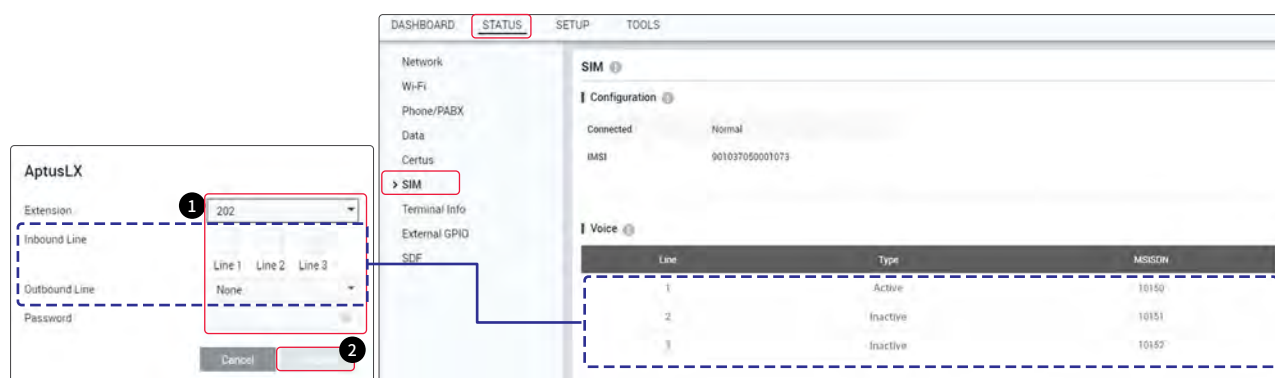 DASHBOARD STATUS SETUP TOOLS
Network
Wi-Fi
Phone/PABX
Data
Certus
> SIM
Terminal Info
External GPIO
SDF
SIM
Configuration
Connected Normal
IMSI 901037050001073
Voice
Line Type MSISDN
1 Active 10150
2 Inactive 10151
3 Inactive 10152
AptusLX
1
Extension 202
Inbound Line
Line 1 Line 2 Line 3
Outbound Line None
Password
Cancel
2